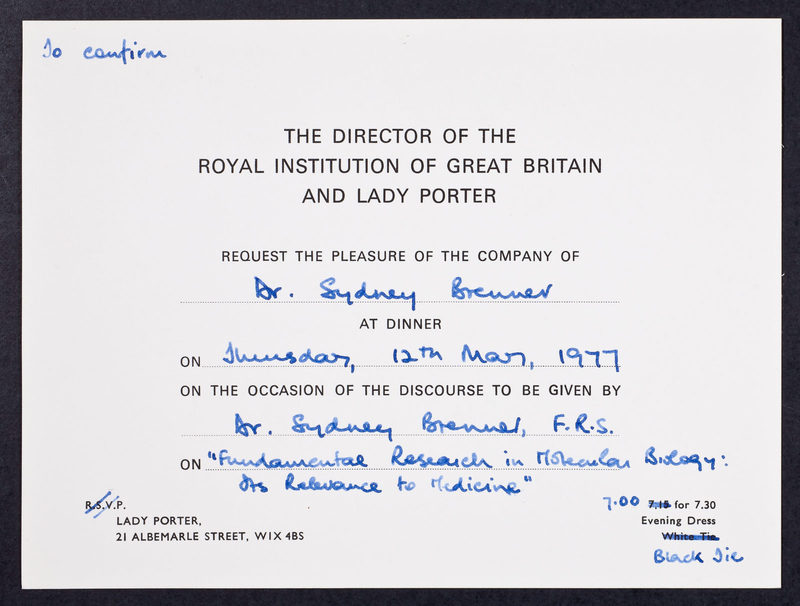 To confirm
THE DIRECTOR OF THE
ROYAL INSTITUTION OF GREAT BRITAIN
AND LADY PORTER
REQUEST THE PLEASURE OF THE COMPANY OF
Dr. Sydney Brenner
AT DINNER
ON Thursday, 12th May, 1977
ON THE OCCASION OF THE DISCOURSE TO BE GIVEN BY
Dr. Sydney Brenner, F.R.S.
ON "Fundamental Research in Molecular Biology:
Its Relevance to Medicine"
R.S.V.P.
LADY PORTER,
21 ALBEMARLE STREET, W1X 4BS
7.00 7.15 for 7.30
Evening Dress
White Tie
Black Tie